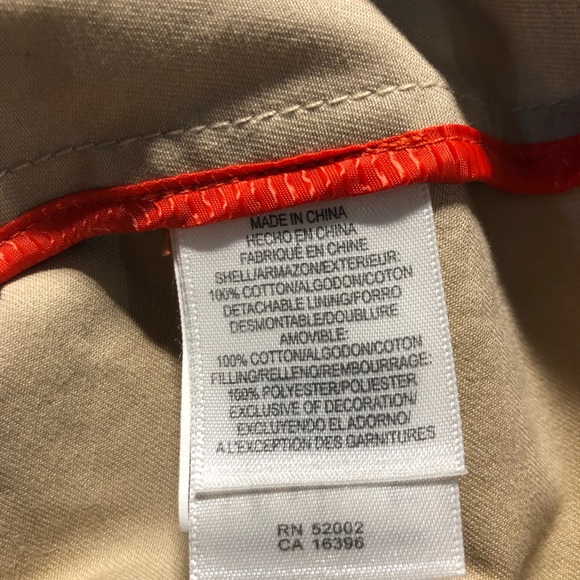 MADE IN CHINA
HECHO EN CHINA
FABRIQUÉ EN CHINE
SHELL/ARMAZON/EXTERIEUR:
100% COTTON/ALGODON/COTON
DETACHABLE LINING/FORRO
DESMONTABLE/DOUBLURE
AMOVIBLE:
100% COTTON/ALGODON/COTON
FILLING/RELLENO/REMBOURRAGE:
100% POLYESTER/POLIESTER
EXCLUSIVE OF DECORATION/
EXCLUYENDO EL ADORNO/
A L'EXCEPTION DES GARNITURES
RN 52002
CA 16396